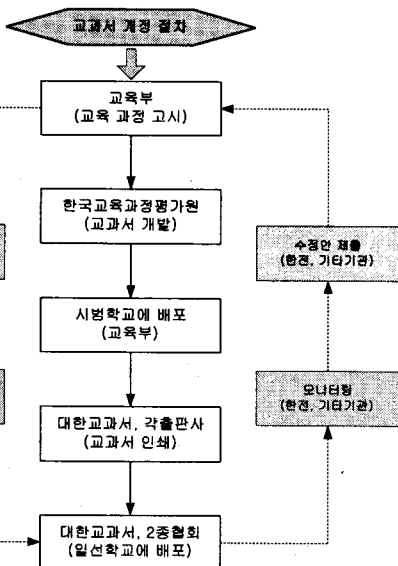 교과서 개정 절차
교육부
(교육 과정 고시)
한국교육과정평가원
(교과서 개발)
수정안 제출
(한전, 기타기관)
시범학교에 배포
(교육부)
모니터링
(한전, 기타기관)
대한교과서, 각출판사
(교과서 인쇄)
대한교과서, 2종협회
(일선학교에 배포)